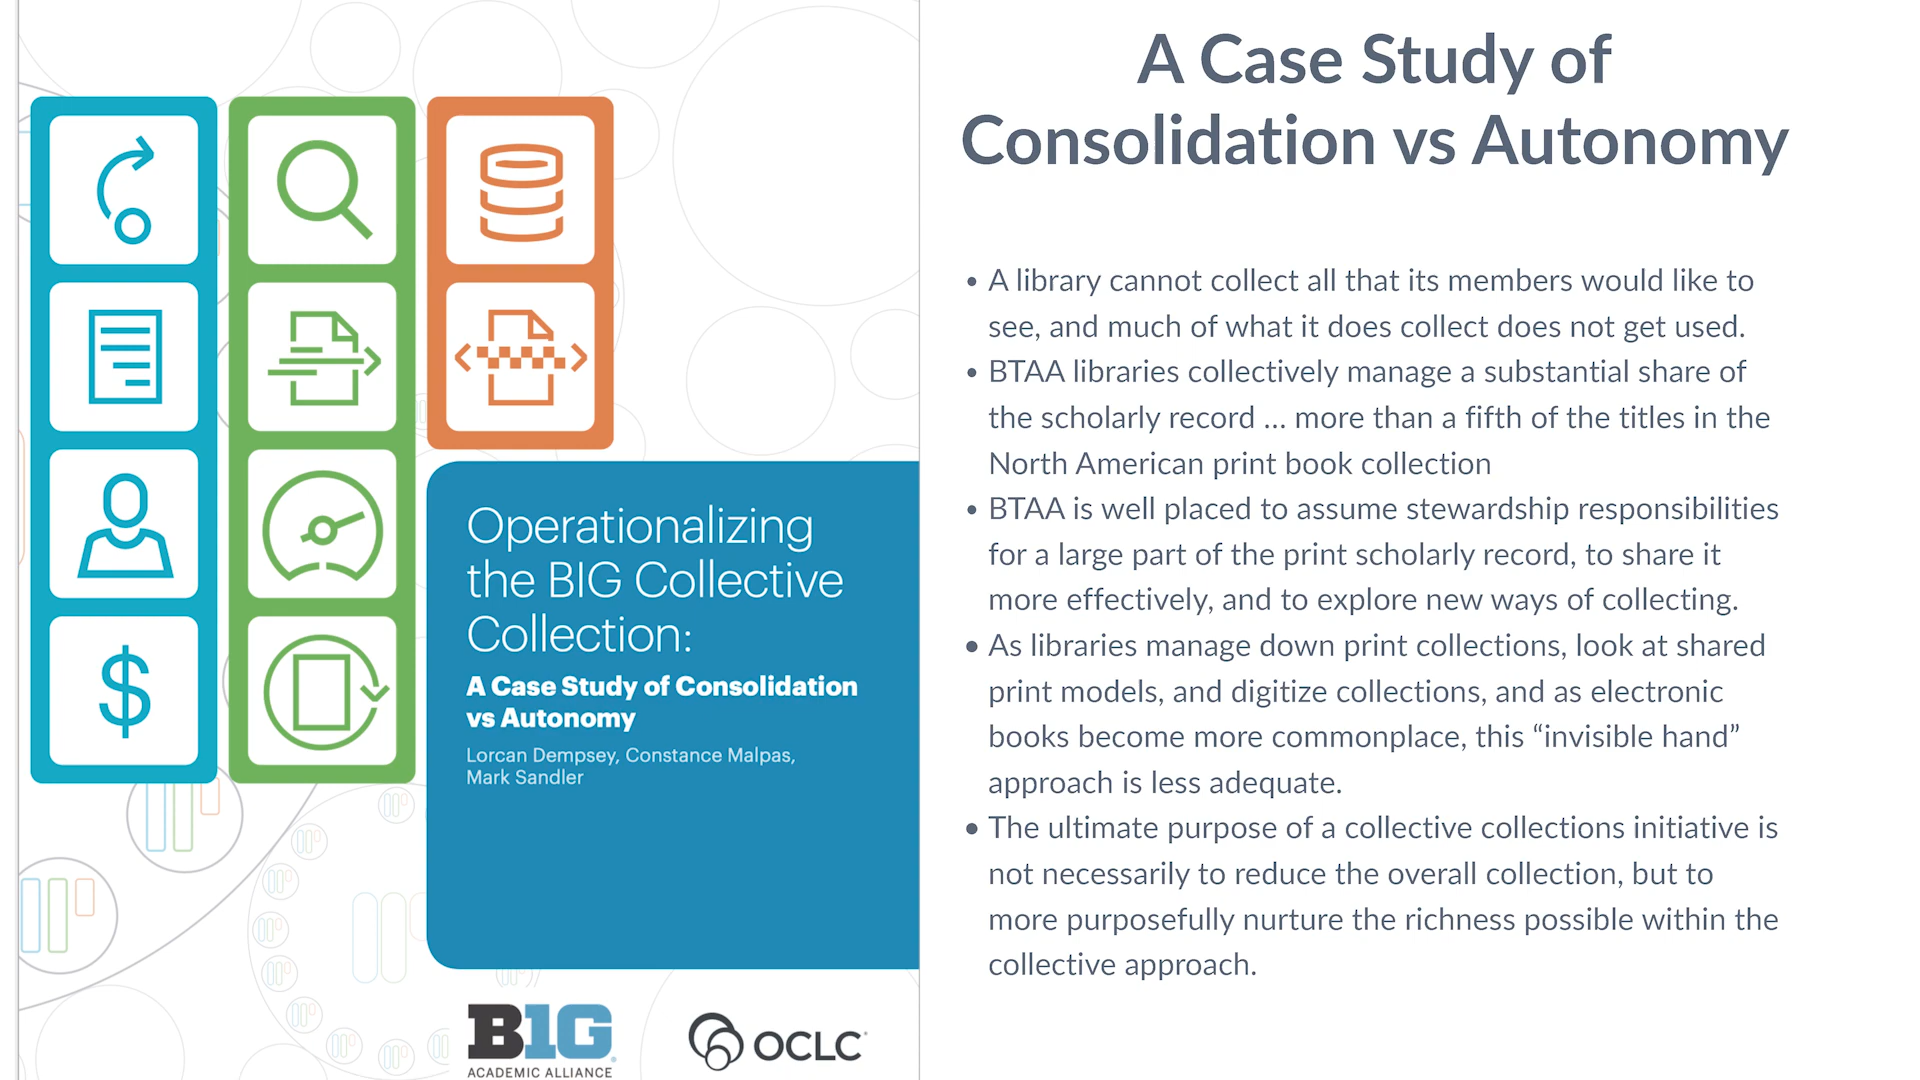 Operationalizing
the BIG Collective
Collection:
A Case Study of Consolidation
vs Autonomy
Lorcan Dempsey, Constance Malpas,
Mark Sandler
BIG
ACADEMIC ALLIANCE
OCLC
A Case Study of
Consolidation vs Autonomy
• A library cannot collect all that its members would like to
see, and much of what it does collect does not get used.
• BTAA libraries collectively manage a substantial share of
the scholarly record ... more than a fifth of the titles in the
North American print book collection
• BTAA is well placed to assume stewardship responsibilities
for a large part of the print scholarly record, to share it
more effectively, and to explore new ways of collecting.
• As libraries manage down print collections, look at shared
print models, and digitize collections, and as electronic
books become more commonplace, this “invisible hand”
approach is less adequate.
• The ultimate purpose of a collective collections initiative is
not necessarily to reduce the overall collection, but to
more purposefully nurture the richness possible within the
collective approach.